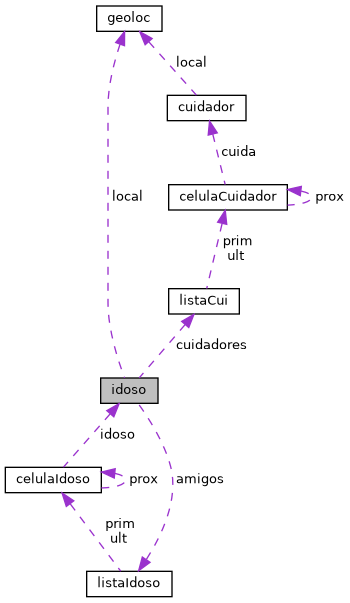 geoloc
local
cuidador
cuida
celulaCuidador
prox
local
prim
ult
listaCui
cuidadores
idoso
idoso
celulaIdoso
prox
amigos
prim
ult
listaIdoso